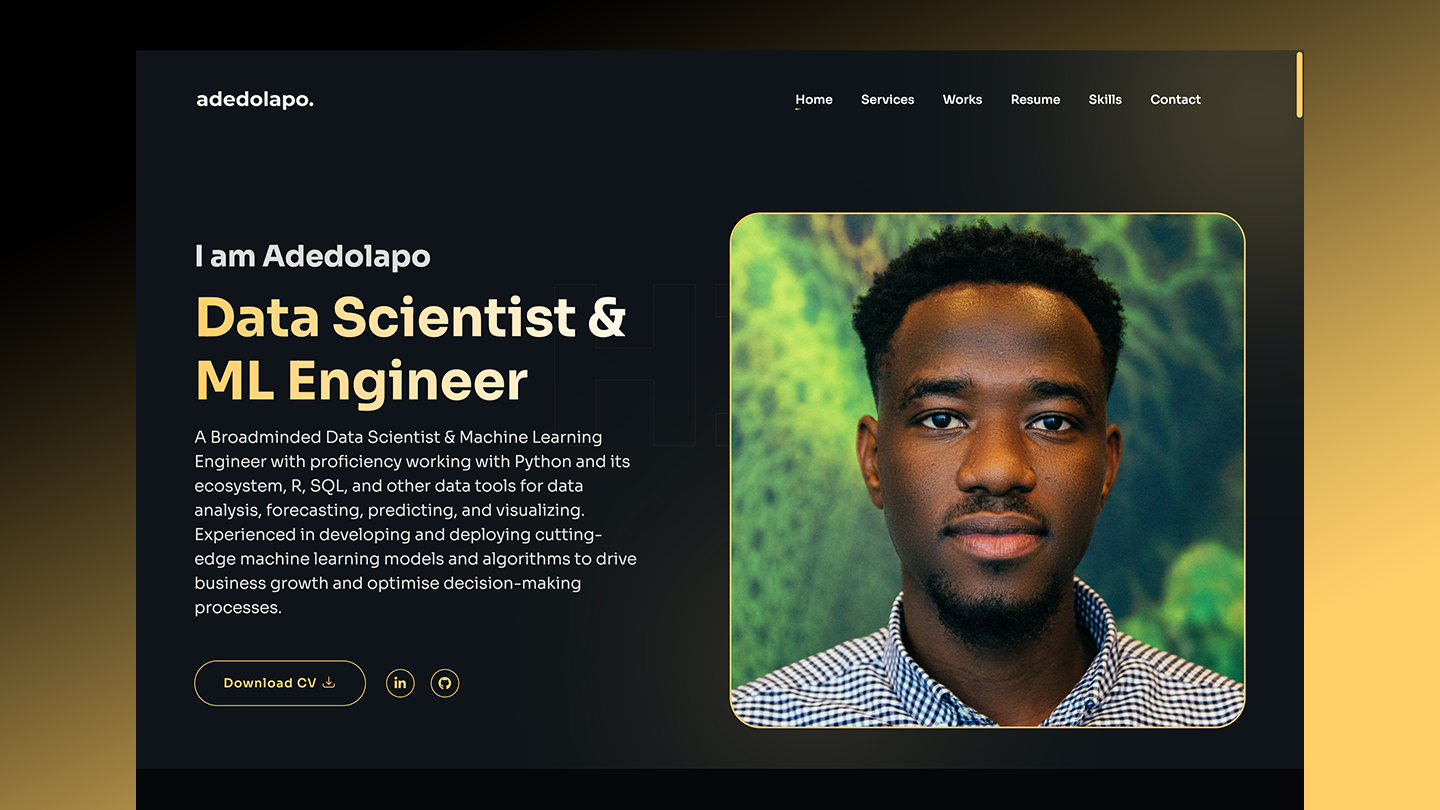 adedolapo.
Home Services Works Resume Skills Contact
I am Adedolapo
Data Scientist &
ML Engineer
A Broadminded Data Scientist & Machine Learning
Engineer with proficiency working with Python and its
ecosystem, R, SQL, and other data tools for data
analysis, forecasting, predicting, and visualizing.
Experienced in developing and deploying cutting-
edge machine learning models and algorithms to drive
business growth and optimise decision-making
processes.
Download CV
in